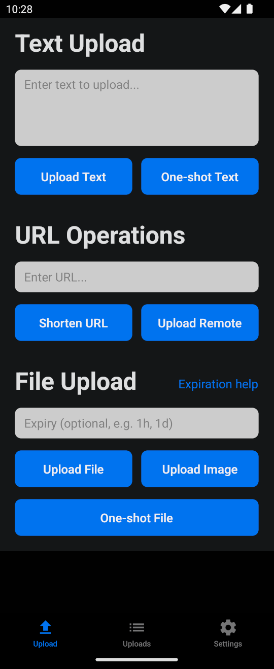 10:28
Text Upload
Enter text to upload...
Upload Text One-shot Text
URL Operations
Enter URL...
Shorten URL Upload Remote
File Upload Expiration help
Expiry (optional, e.g. 1h, 1d)
Upload File Upload Image
One-shot File
Upload Uploads Settings